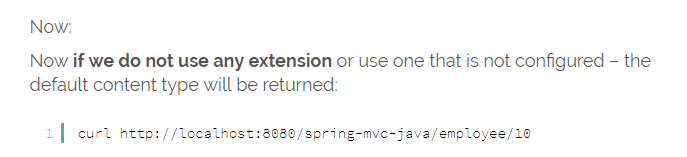 Now:
Now if we do not use any extension or use one that is not configured – the
default content type will be returned:
1 curl http://localhost:8080/spring-mvc-java/employee/10